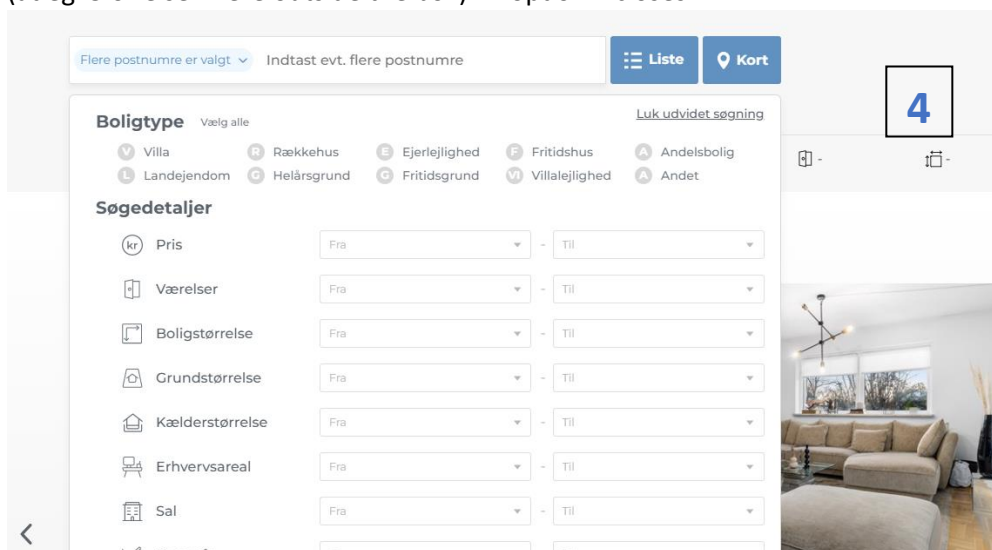 Flere postnumre er valgt Indtast evt. flere postnumre Liste Kort
Boligtype Vælg alle Luk udvidet søgning
4
V Villa R Rækkehus E Ejerlejlighed F Fritidshus A Andelsbolig
L Landejendom G Helårsgrund G Fritidsgrund VI Villalejlighed A Andet
- -
Søgedetaljer
kr Pris Fra - Til
Værelser Fra - Til
Boligstørrelse Fra - Til
Grundstørrelse Fra - Til
Kælderstørrelse Fra - Til
Erhvervsareal Fra - Til
Sal Fra - Til